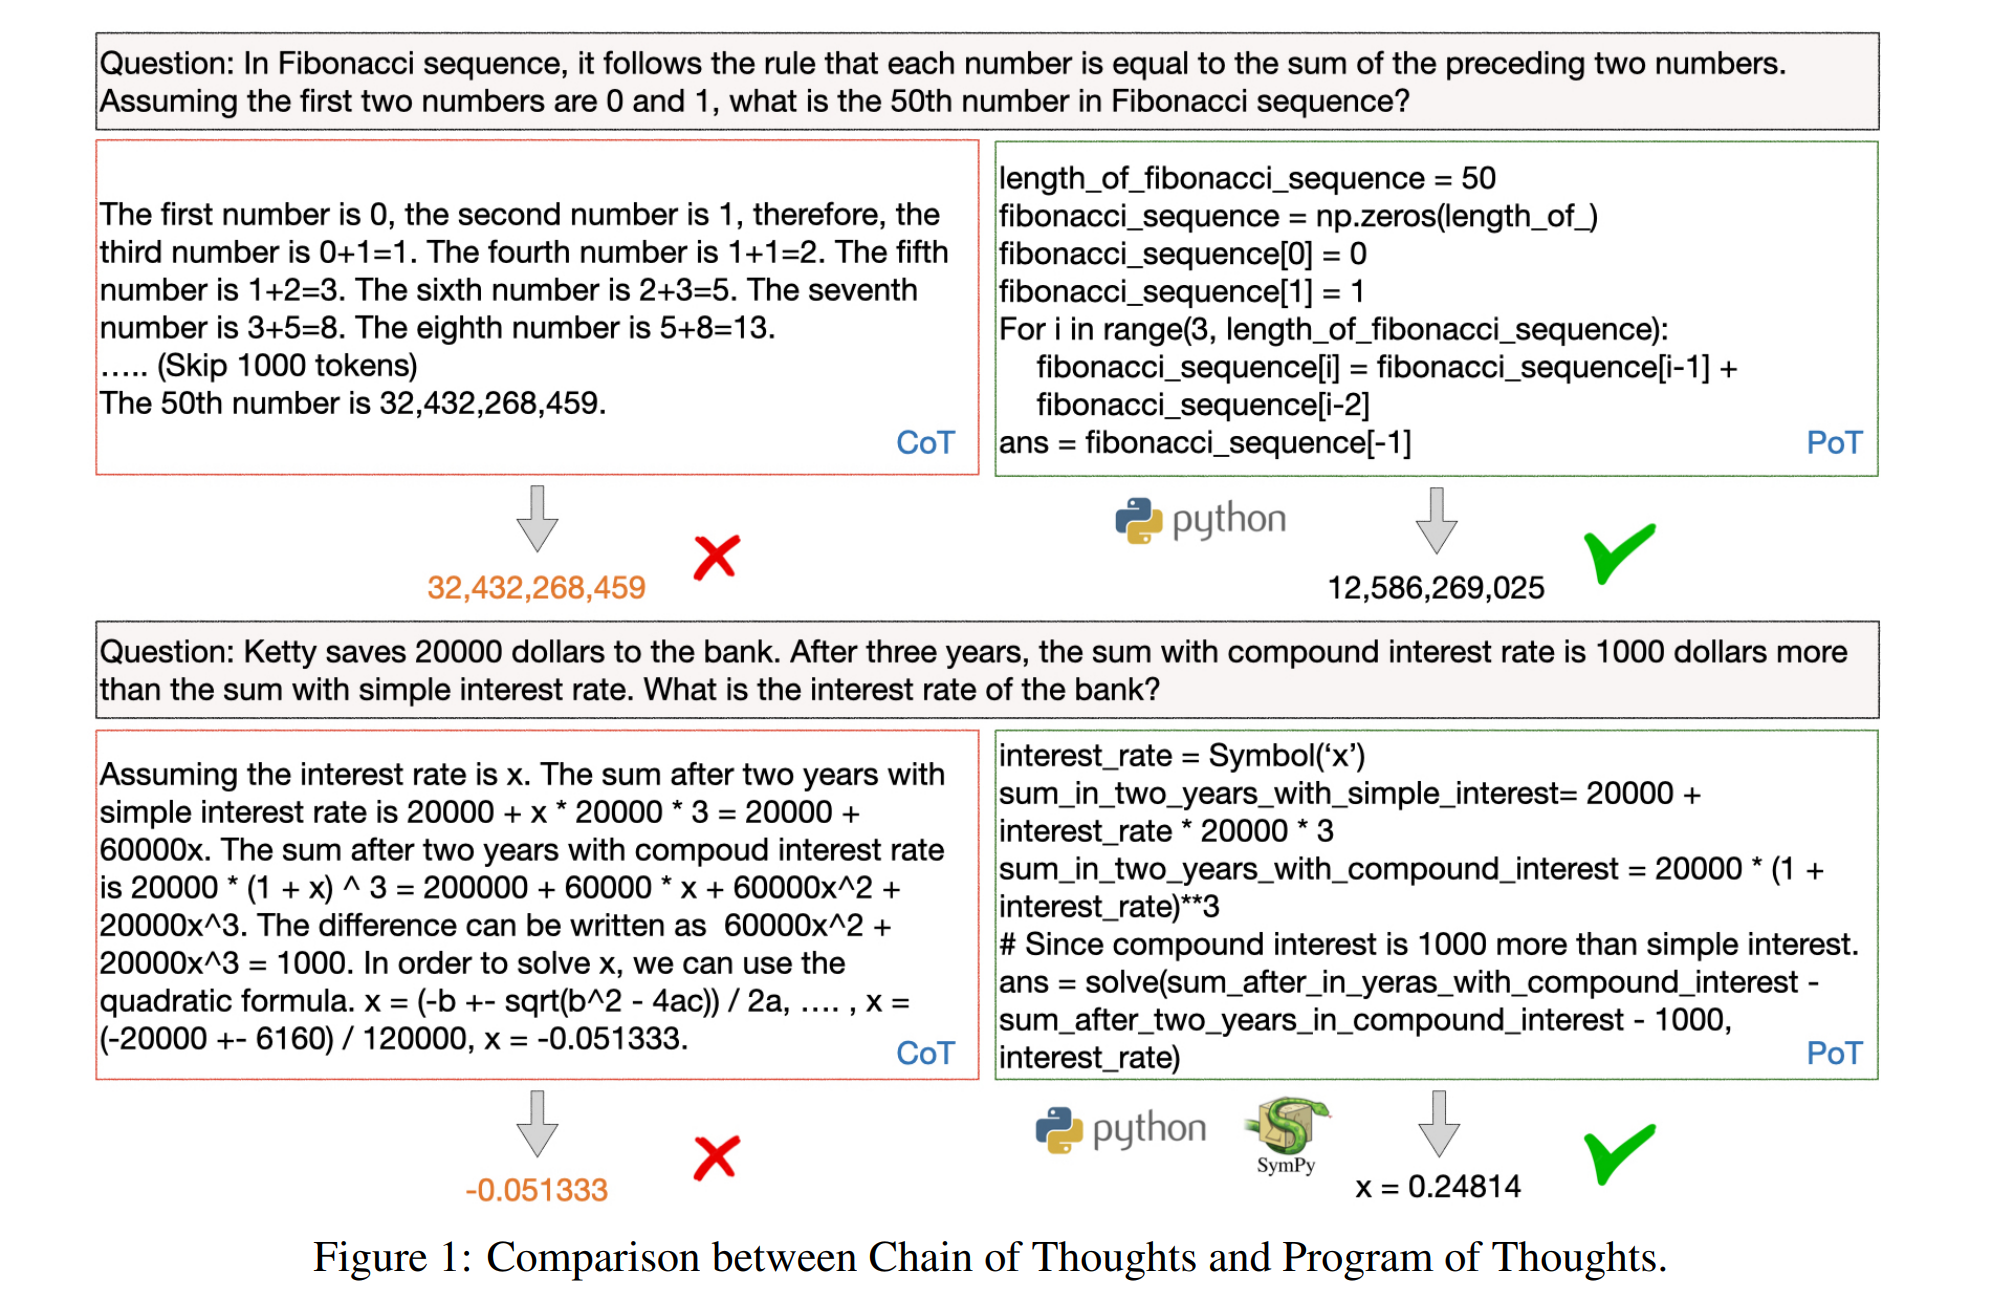 Question: In Fibonacci sequence, it follows the rule that each number is equal to the sum of the preceding two numbers.
Assuming the first two numbers are 0 and 1, what is the 50th number in Fibonacci sequence?
The first number is 0, the second number is 1, therefore, the
third number is 0+1=1. The fourth number is 1+1=2. The fifth
number is 1+2=3. The sixth number is 2+3=5. The seventh
number is 3+5=8. The eighth number is 5+8=13.
..... (Skip 1000 tokens)
The 50th number is 32,432,268,459.
CoT
length_of_fibonacci_sequence = 50
fibonacci_sequence = np.zeros(length_of_)
fibonacci_sequence[0] = 0
fibonacci_sequence[1] = 1
For i in range(3, length_of_fibonacci_sequence):
fibonacci_sequence[i] = fibonacci_sequence[i-1] +
fibonacci_sequence[i-2]
ans = fibonacci_sequence[-1]
PoT
32,432,268,459
python
12,586,269,025
Question: Ketty saves 20000 dollars to the bank. After three years, the sum with compound interest rate is 1000 dollars more
than the sum with simple interest rate. What is the interest rate of the bank?
Assuming the interest rate is x. The sum after two years with
simple interest rate is 20000 + x * 20000 * 3 = 20000 +
60000x. The sum after two years with compoud interest rate
is 20000 * (1 + x) ^ 3 = 200000 + 60000 * x + 60000x^2 +
20000x^3. The difference can be written as 60000x^2 +
20000x^3 = 1000. In order to solve x, we can use the
quadratic formula. x = (-b +- sqrt(b^2 - 4ac)) / 2a, .... , x =
(-20000 +- 6160) / 120000, x = -0.051333.
CoT
interest_rate = Symbol(‘x’)
sum_in_two_years_with_simple_interest= 20000 +
interest_rate * 20000 * 3
sum_in_two_years_with_compound_interest = 20000 * (1 +
interest_rate)**3
# Since compound interest is 1000 more than simple interest.
ans = solve(sum_after_in_yeras_with_compound_interest -
sum_after_two_years_in_compound_interest - 1000,
interest_rate)
PoT
-0.051333
python
SymPy
x = 0.24814
Figure 1: Comparison between Chain of Thoughts and Program of Thoughts.